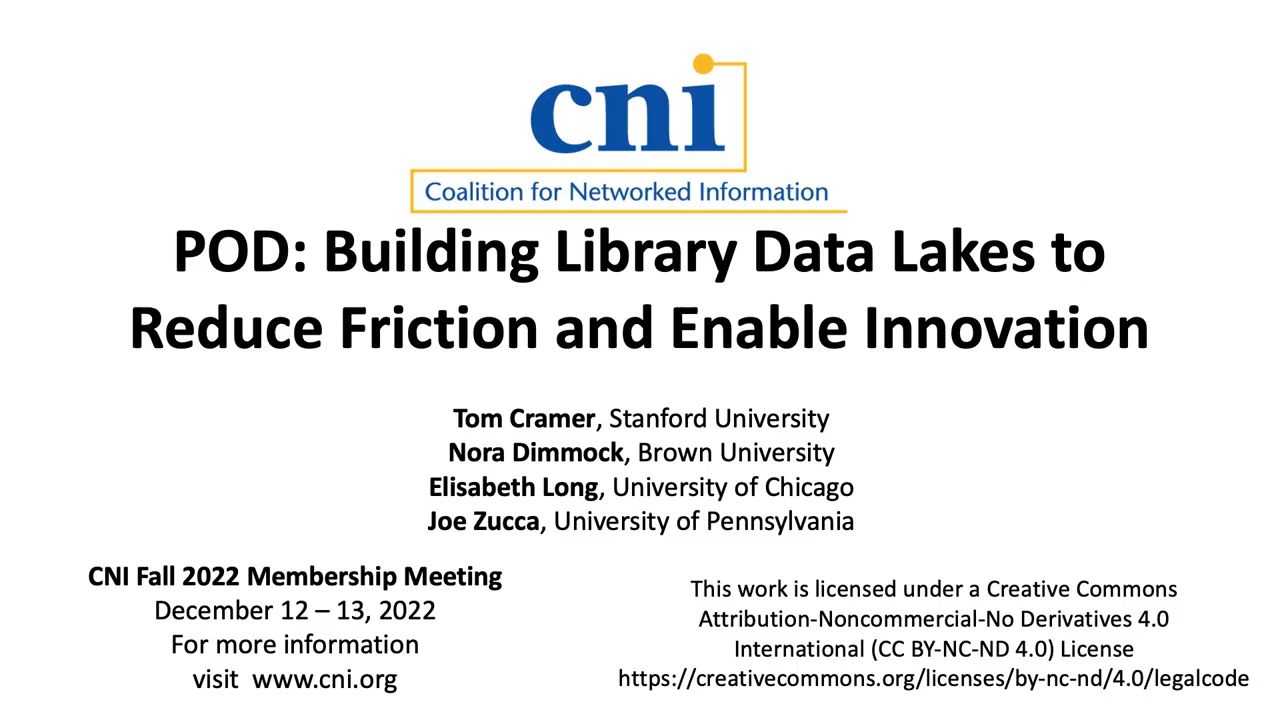 cni
Coalition for Networked Information
POD: Building Library Data Lakes to
Reduce Friction and Enable Innovation
Tom Cramer, Stanford University
Nora Dimmock, Brown University
Elisabeth Long, University of Chicago
Joe Zucca, University of Pennsylvania
CNI Fall 2022 Membership Meeting
December 12 – 13, 2022
For more information
visit www.cni.org
This work is licensed under a Creative Commons
Attribution-Noncommercial-No Derivatives 4.0
International (CC BY-NC-ND 4.0) License
https://creativecommons.org/licenses/by-nc-nd/4.0/legalcode